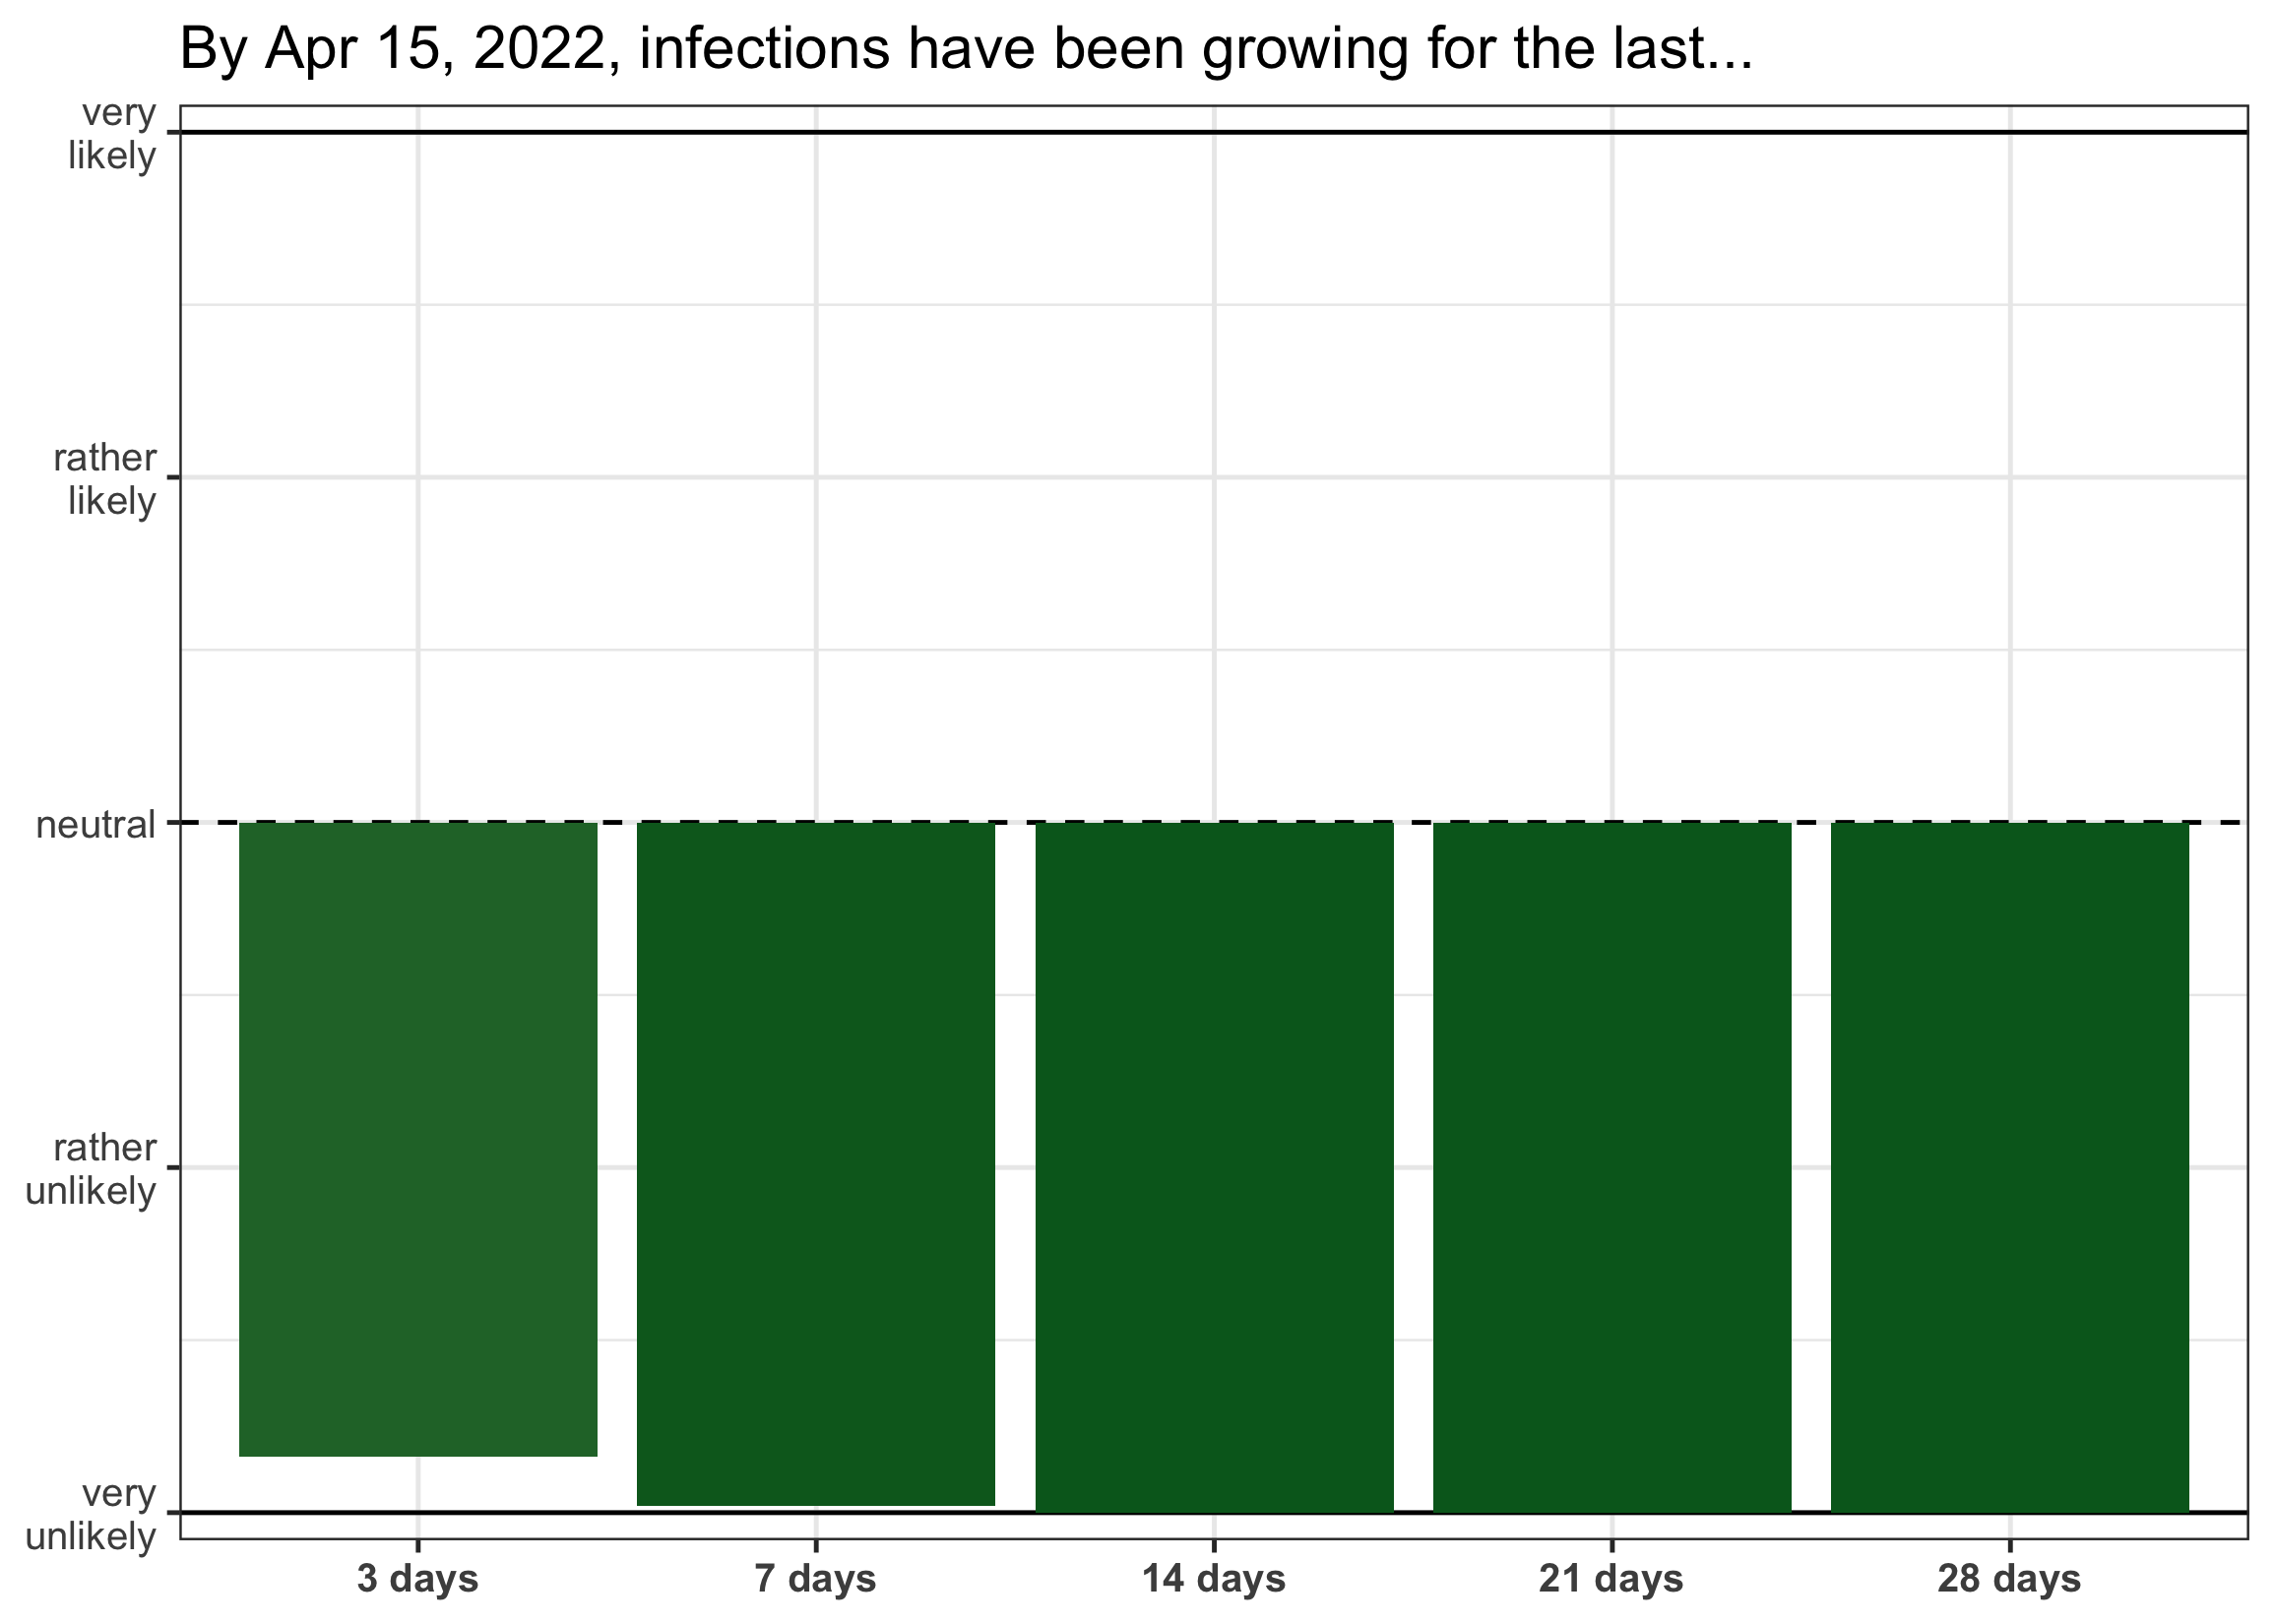 By Apr 15, 2022, infections have been growing for the last...
very
likely
rather
likely
neutral
rather
unlikely
very
unlikely
3 days
7 days
14 days
21 days
28 days